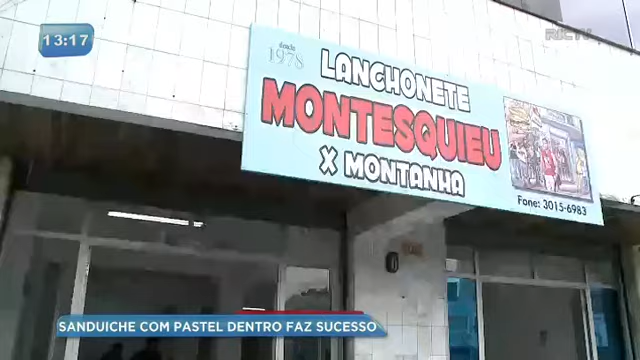 13:17
RICTV
desde
1978
LANCHONETE
MONTESQUIEU
X MONTANHA
Fone: 3015-6983
SANDUICHE COM PASTEL DENTRO FAZ SUCESSO